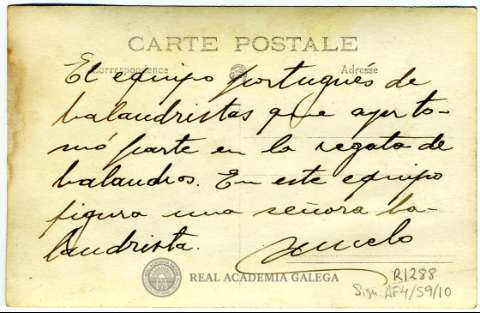 CARTE POSTALE
Correspondance Adresse
El equipo portugués de
balandristas que ayer to-
mó parte en la regata de
balandros. En este equipo
figura una señora ba-
landrista.
REAL ACADEMIA GALEGA
R1288
Sign. AF4/59/10